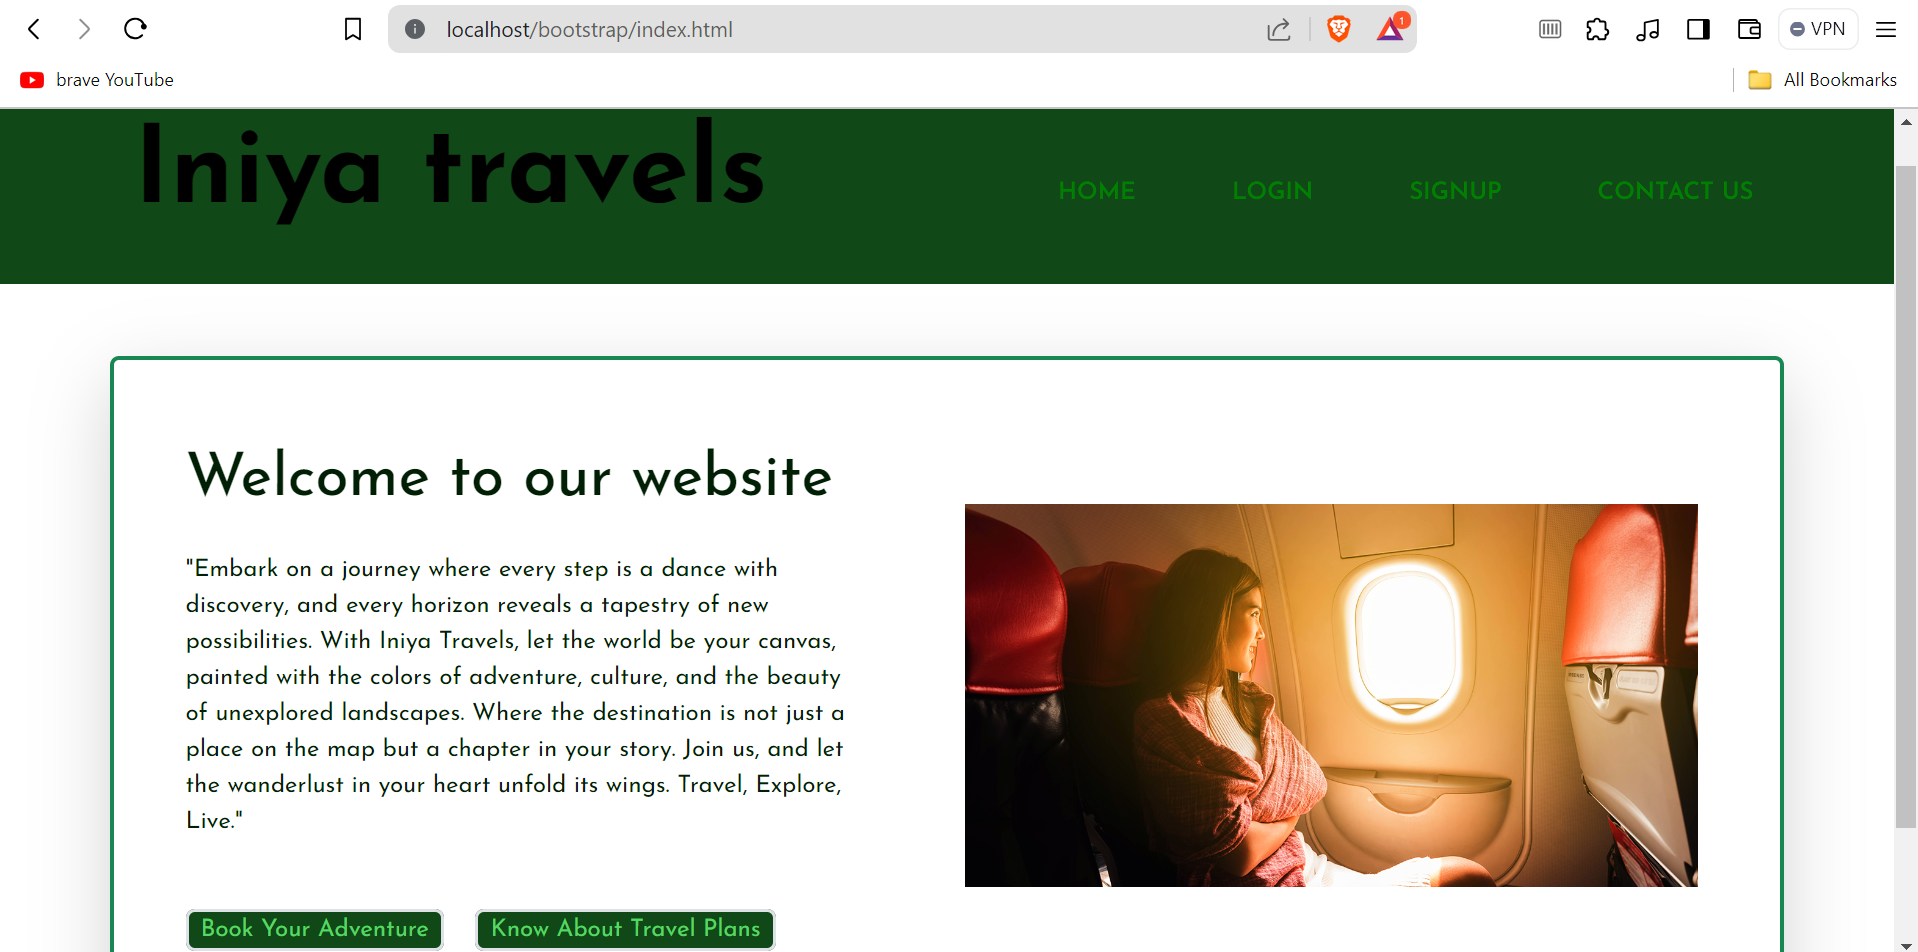 localhost/bootstrap/index.html
1
VPN
brave YouTube
All Bookmarks
Iniya travels
HOME LOGIN SIGNUP CONTACT US
Welcome to our website
"Embark on a journey where every step is a dance with
discovery, and every horizon reveals a tapestry of new
possibilities. With Iniya Travels, let the world be your canvas,
painted with the colors of adventure, culture, and the beauty
of unexplored landscapes. Where the destination is not just a
place on the map but a chapter in your story. Join us, and let
the wanderlust in your heart unfold its wings. Travel, Explore,
Live."
Book Your Adventure Know About Travel Plans